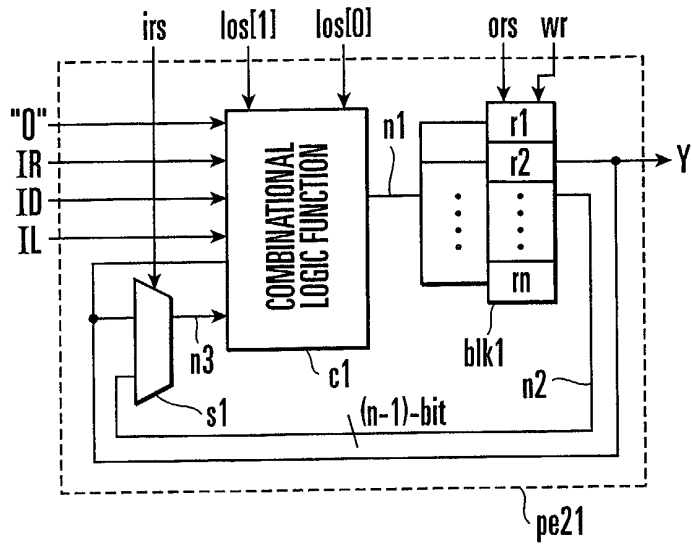 irs
los[1]
los[0]
ors
wr
"0"
IR
ID
IL
COMBINATIONAL
LOGIC FUNCTION
n1
r1
r2
rn
Y
n3
c1
blk1
n2
s1
(n-1)-bit
pe21